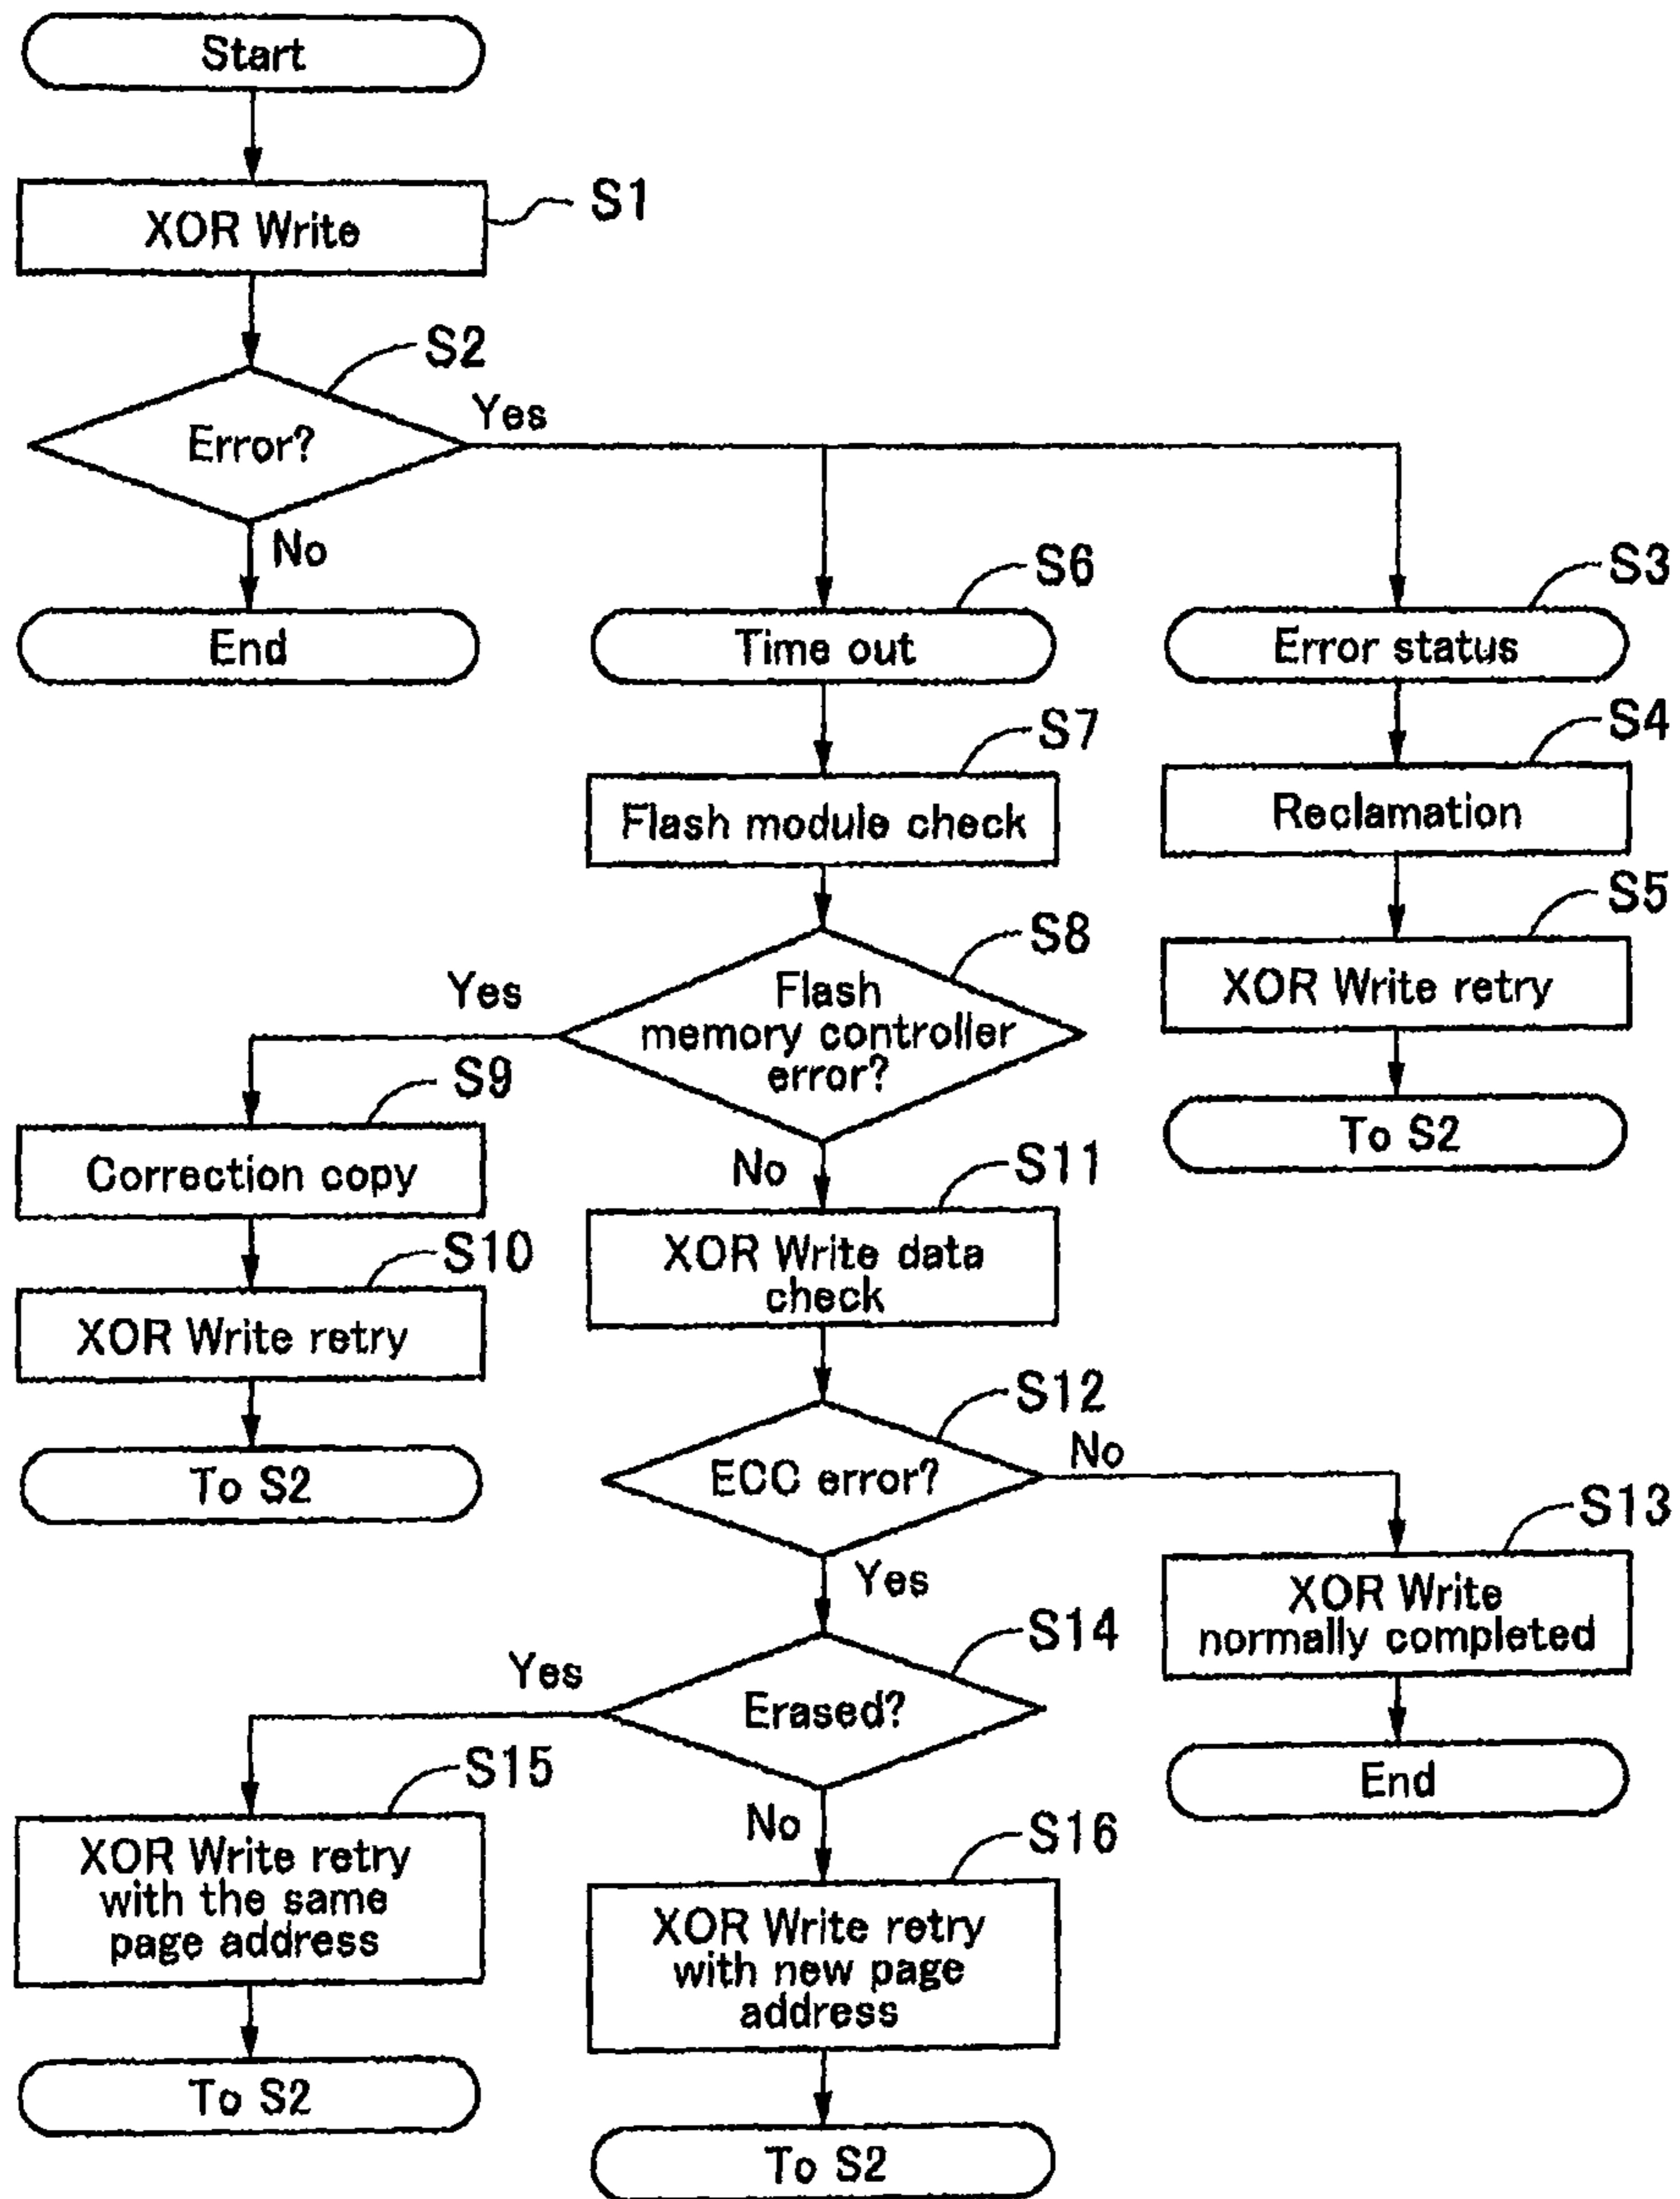 Start
XOR Write
S1
S2
Error?
Yes
No
End
S6
Time out
S3
Error status
S7
Flash module check
S4
Reclamation
S5
XOR Write retry
To S2
S8
Flash
memory controller
error?
Yes
No
S9
Correction copy
S10
XOR Write retry
To S2
S11
XOR Write data
check
S12
ECC error?
No
Yes
S13
XOR Write
normally completed
End
S14
Erased?
Yes
No
S15
XOR Write retry
with the same
page address
To S2
S16
XOR Write retry
with new page
address
To S2